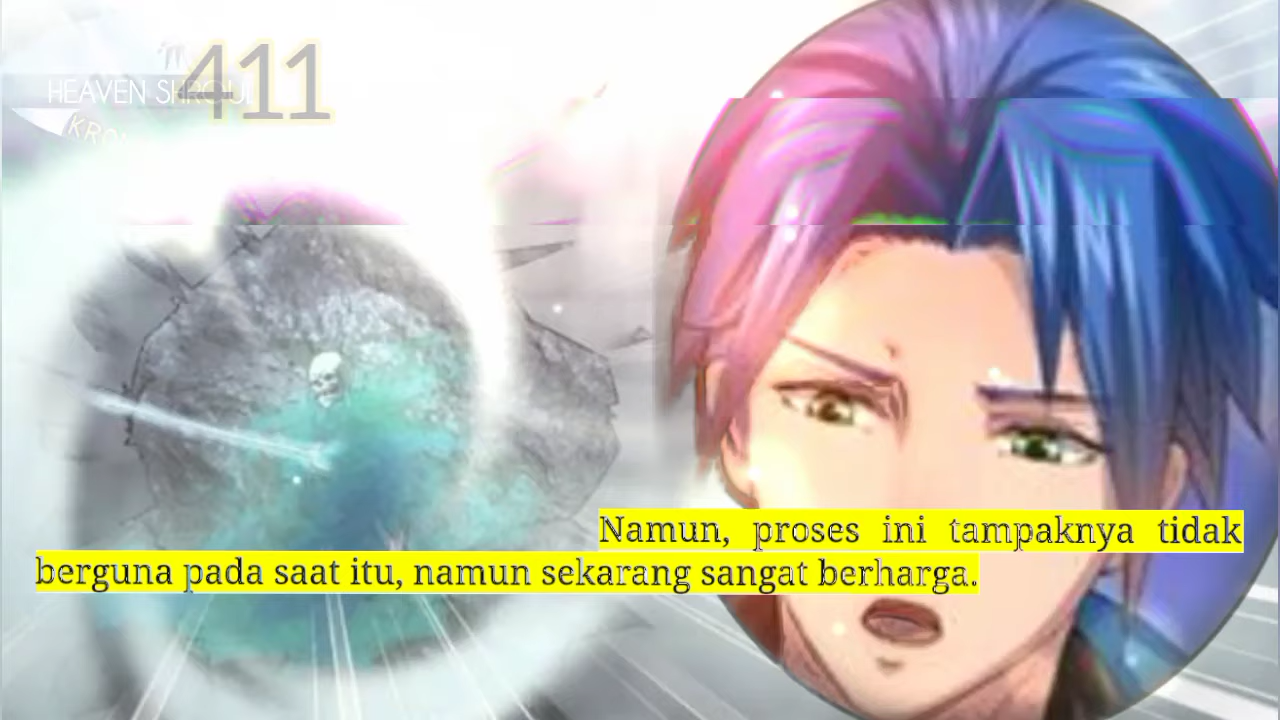 411
HEAVEN SHROUD
Namun, proses ini tampaknya tidak
berguna pada saat itu, namun sekarang sangat berharga.